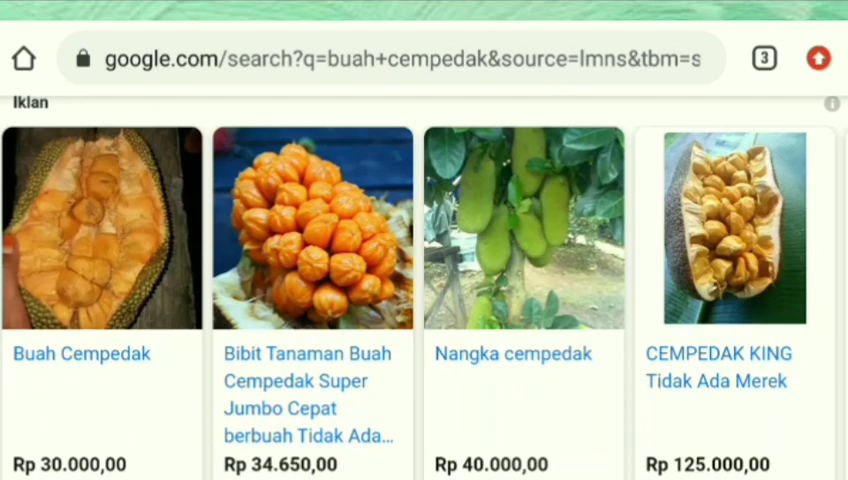 google.com/search?q=buah+cempedak&source=lmns&tbm=s
3
Iklan
Buah Cempedak
Rp 30.000,00
Bibit Tanaman Buah
Cempedak Super
Jumbo Cepat
berbuah Tidak Ada...
Rp 34.650,00
Nangka cempedak
Rp 40.000,00
CEMPEDAK KING
Tidak Ada Merek
Rp 125.000,00